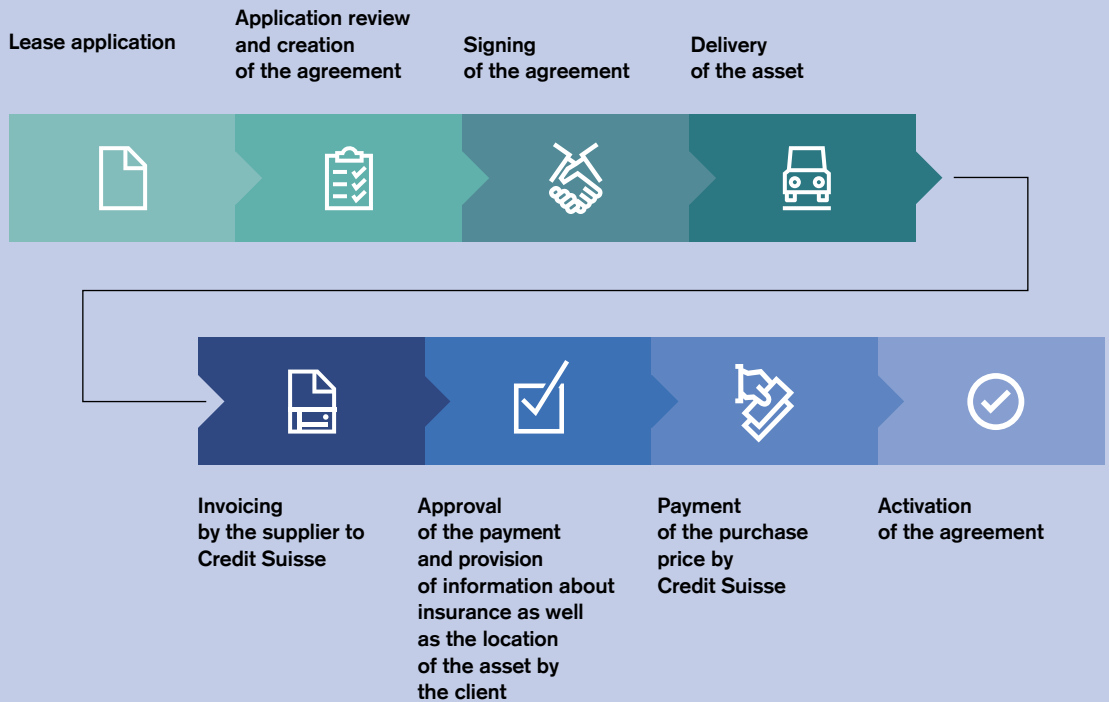 Lease application
Application review
and creation
of the agreement
Signing
of the agreement
Delivery
of the asset
Invoicing
by the supplier to
Credit Suisse
Approval
of the payment
and provision
of information about
insurance as well
as the location
of the asset by
the client
Payment
of the purchase
price by
Credit Suisse
Activation
of the agreement